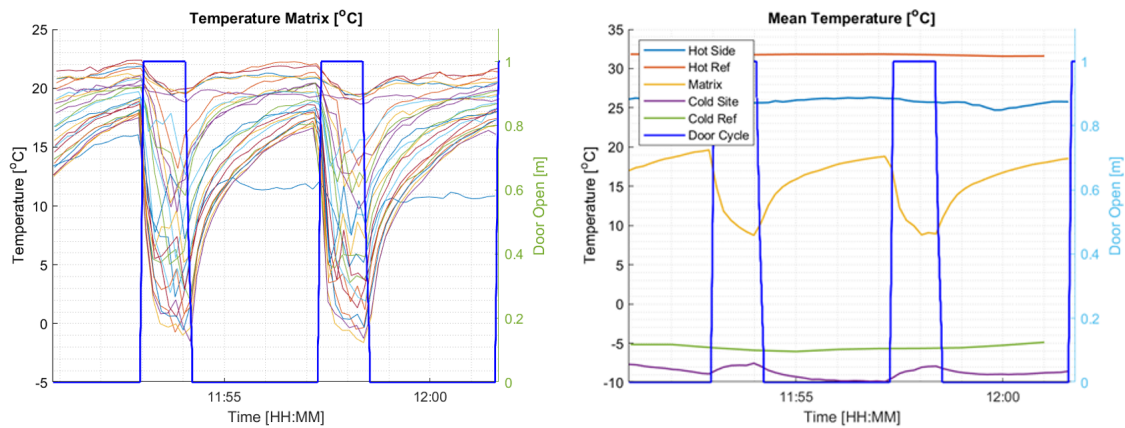 Temperature Matrix [°C]
25
20
15
10
5
0
-5
Temperature [°C]
1
0.8
0.6
0.4
0.2
0
Door Open [m]
11:55
12:00
Time [HH:MM]
Mean Temperature [°C]
35
30
25
20
15
10
5
0
-5
-10
Temperature [°C]
Hot Side
Hot Ref
Matrix
Cold Site
Cold Ref
Door Cycle
1
0.8
0.6
0.4
0.2
0
Door Open [m]
11:55
12:00
Time [HH:MM]